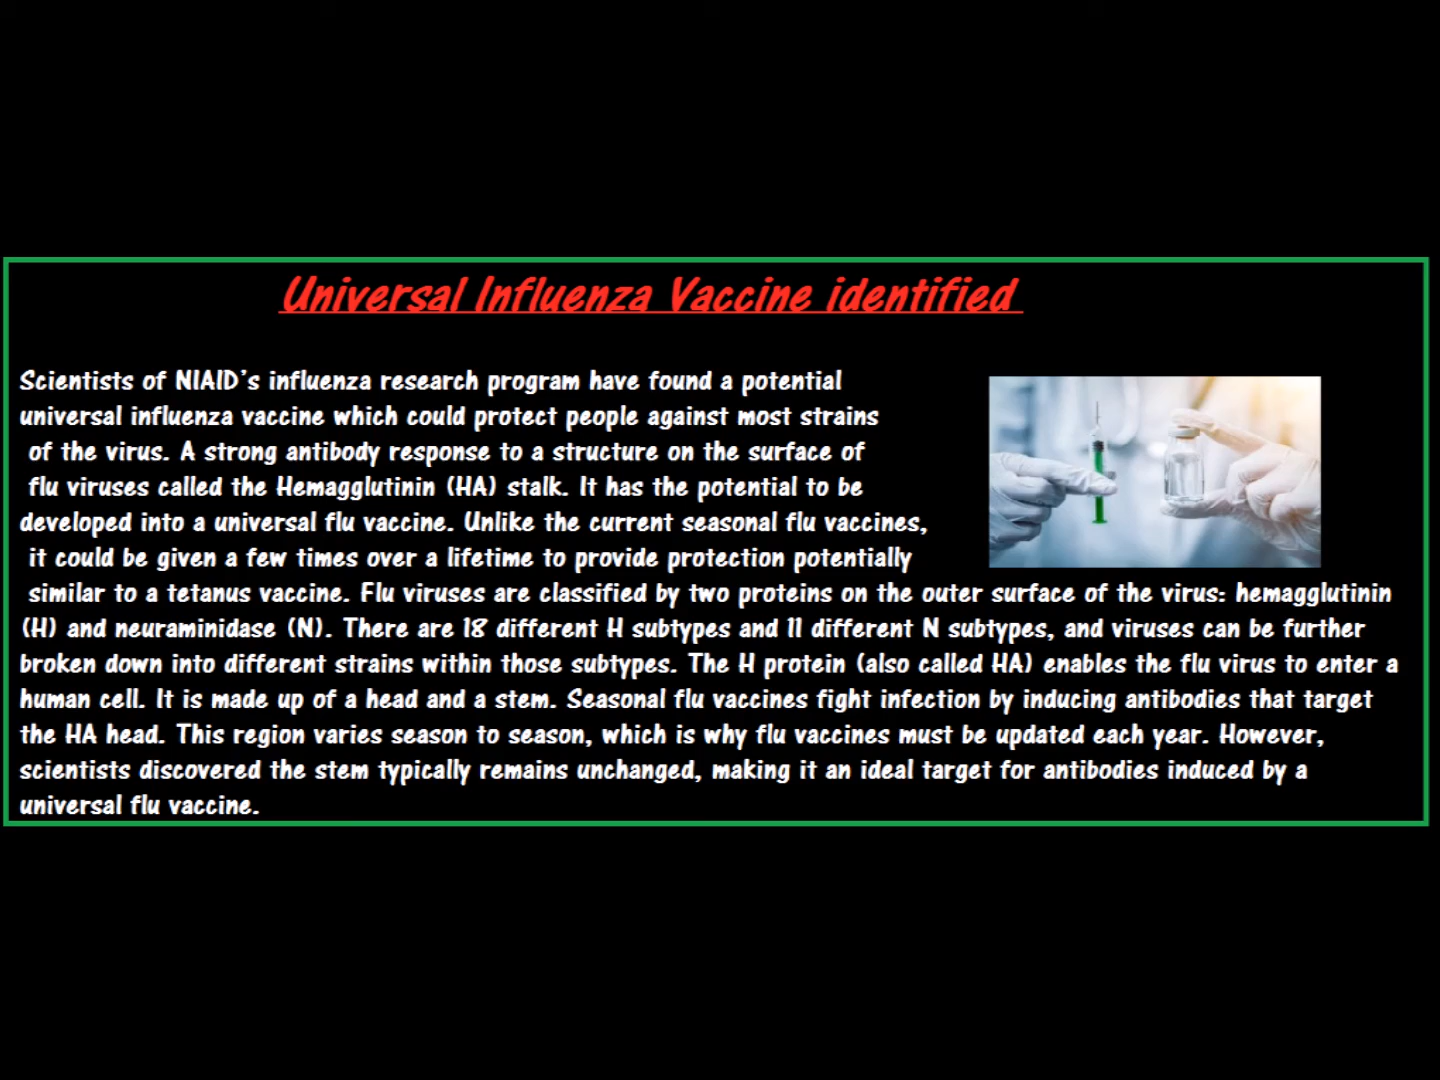 Universal Influenza Vaccine identified
Scientists of NIAID's influenza research program have found a potential
universal influenza vaccine which could protect people against most strains
of the virus. A strong antibody response to a structure on the surface of
flu viruses called the Hemagglutinin (HA) stalk. It has the potential to be
developed into a universal flu vaccine. Unlike the current seasonal flu vaccines,
it could be given a few times over a lifetime to provide protection potentially
similar to a tetanus vaccine. Flu viruses are classified by two proteins on the outer surface of the virus: hemagglutinin
(H) and neuraminidase (N). There are 18 different H subtypes and 11 different N subtypes, and viruses can be further
broken down into different strains within those subtypes. The H protein (also called HA) enables the flu virus to enter a
human cell. It is made up of a head and a stem. Seasonal flu vaccines fight infection by inducing antibodies that target
the HA head. This region varies season to season, which is why flu vaccines must be updated each year. However,
scientists discovered the stem typically remains unchanged, making it an ideal target for antibodies induced by a
universal flu vaccine.